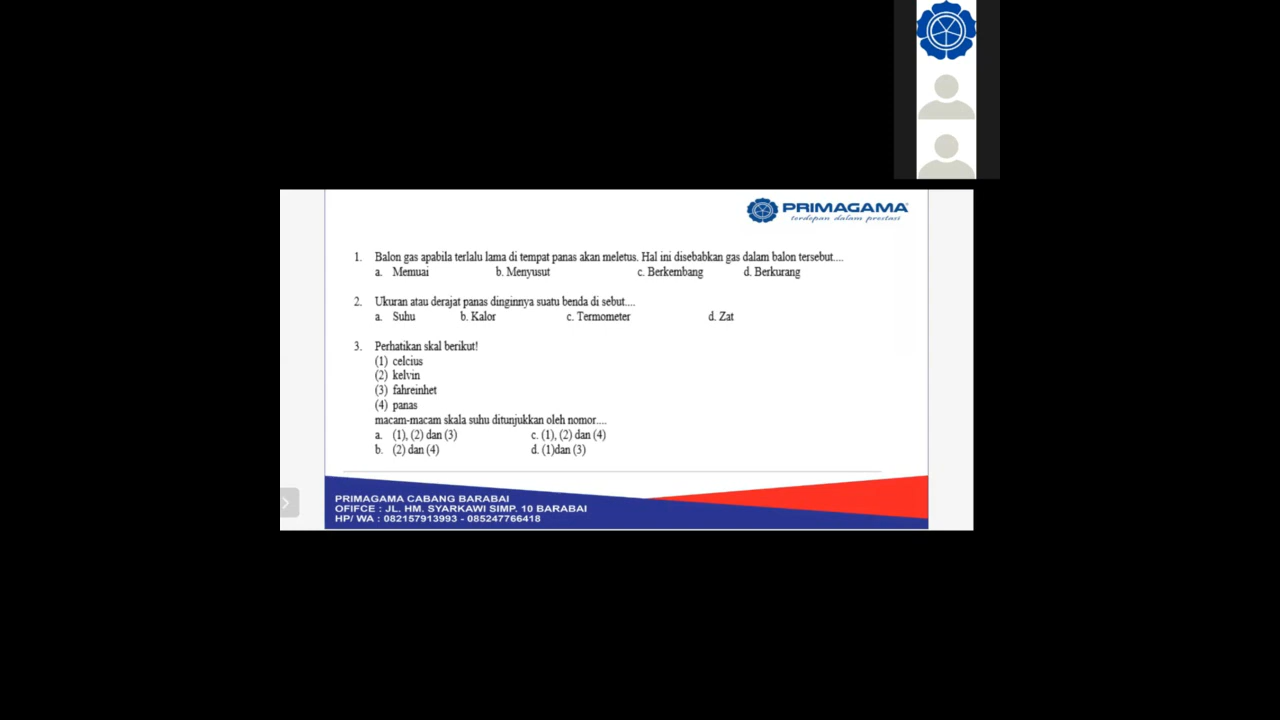 PRIMAGAMA
terdepan dalam prestasi
1. Balon gas apabila terlalu lama di tempat panas akan meletus. Hal ini disebabkan gas dalam balon tersebut....
a. Memuai b. Menyusut c. Berkembang d. Berkurang
2. Ukuran atau derajat panas dinginnya suatu benda di sebut....
a. Suhu b. Kalor c. Termometer d. Zat
3. Perhatikan skal berikut!
(1) celcius
(2) kelvin
(3) fahreinhet
(4) panas
macam-macam skala suhu ditunjukkan oleh nomor....
a. (1), (2) dan (3) c. (1), (2) dan (4)
b. (2) dan (4) d. (1)dan (3)
PRIMAGAMA CABANG BARABAI
OFIFCE : JL. HM. SYARKAWI SIMP. 10 BARABAI
HP/ WA : 082157913993 - 085247766418